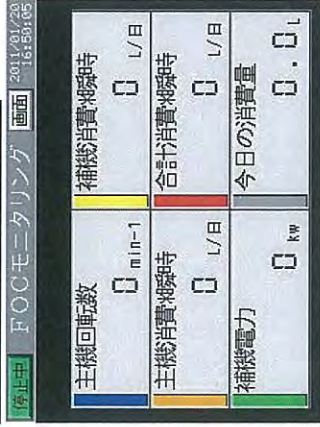 停止中 FOCモニタリング 画面 2011/01/20
16:50:05
主機回転数
0 min-1
補機消費※瞬時
0 L/日
主機消費※瞬時
0 L/日
合計消費※瞬時
0 L/日
補機電力
0 kw
今日の消費量
0.0 L